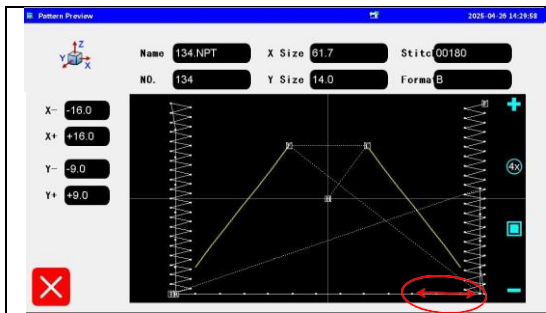 Pattern Preview 2025-04-26 14:29:58
Z
Y X
Name 134.NPT X Size 61.7 Stitc 00180
NO. 134 Y Size 14.0 Forma B
X- -16.0
X+ +16.0
Y- -9.0
Y+ +9.0
4x